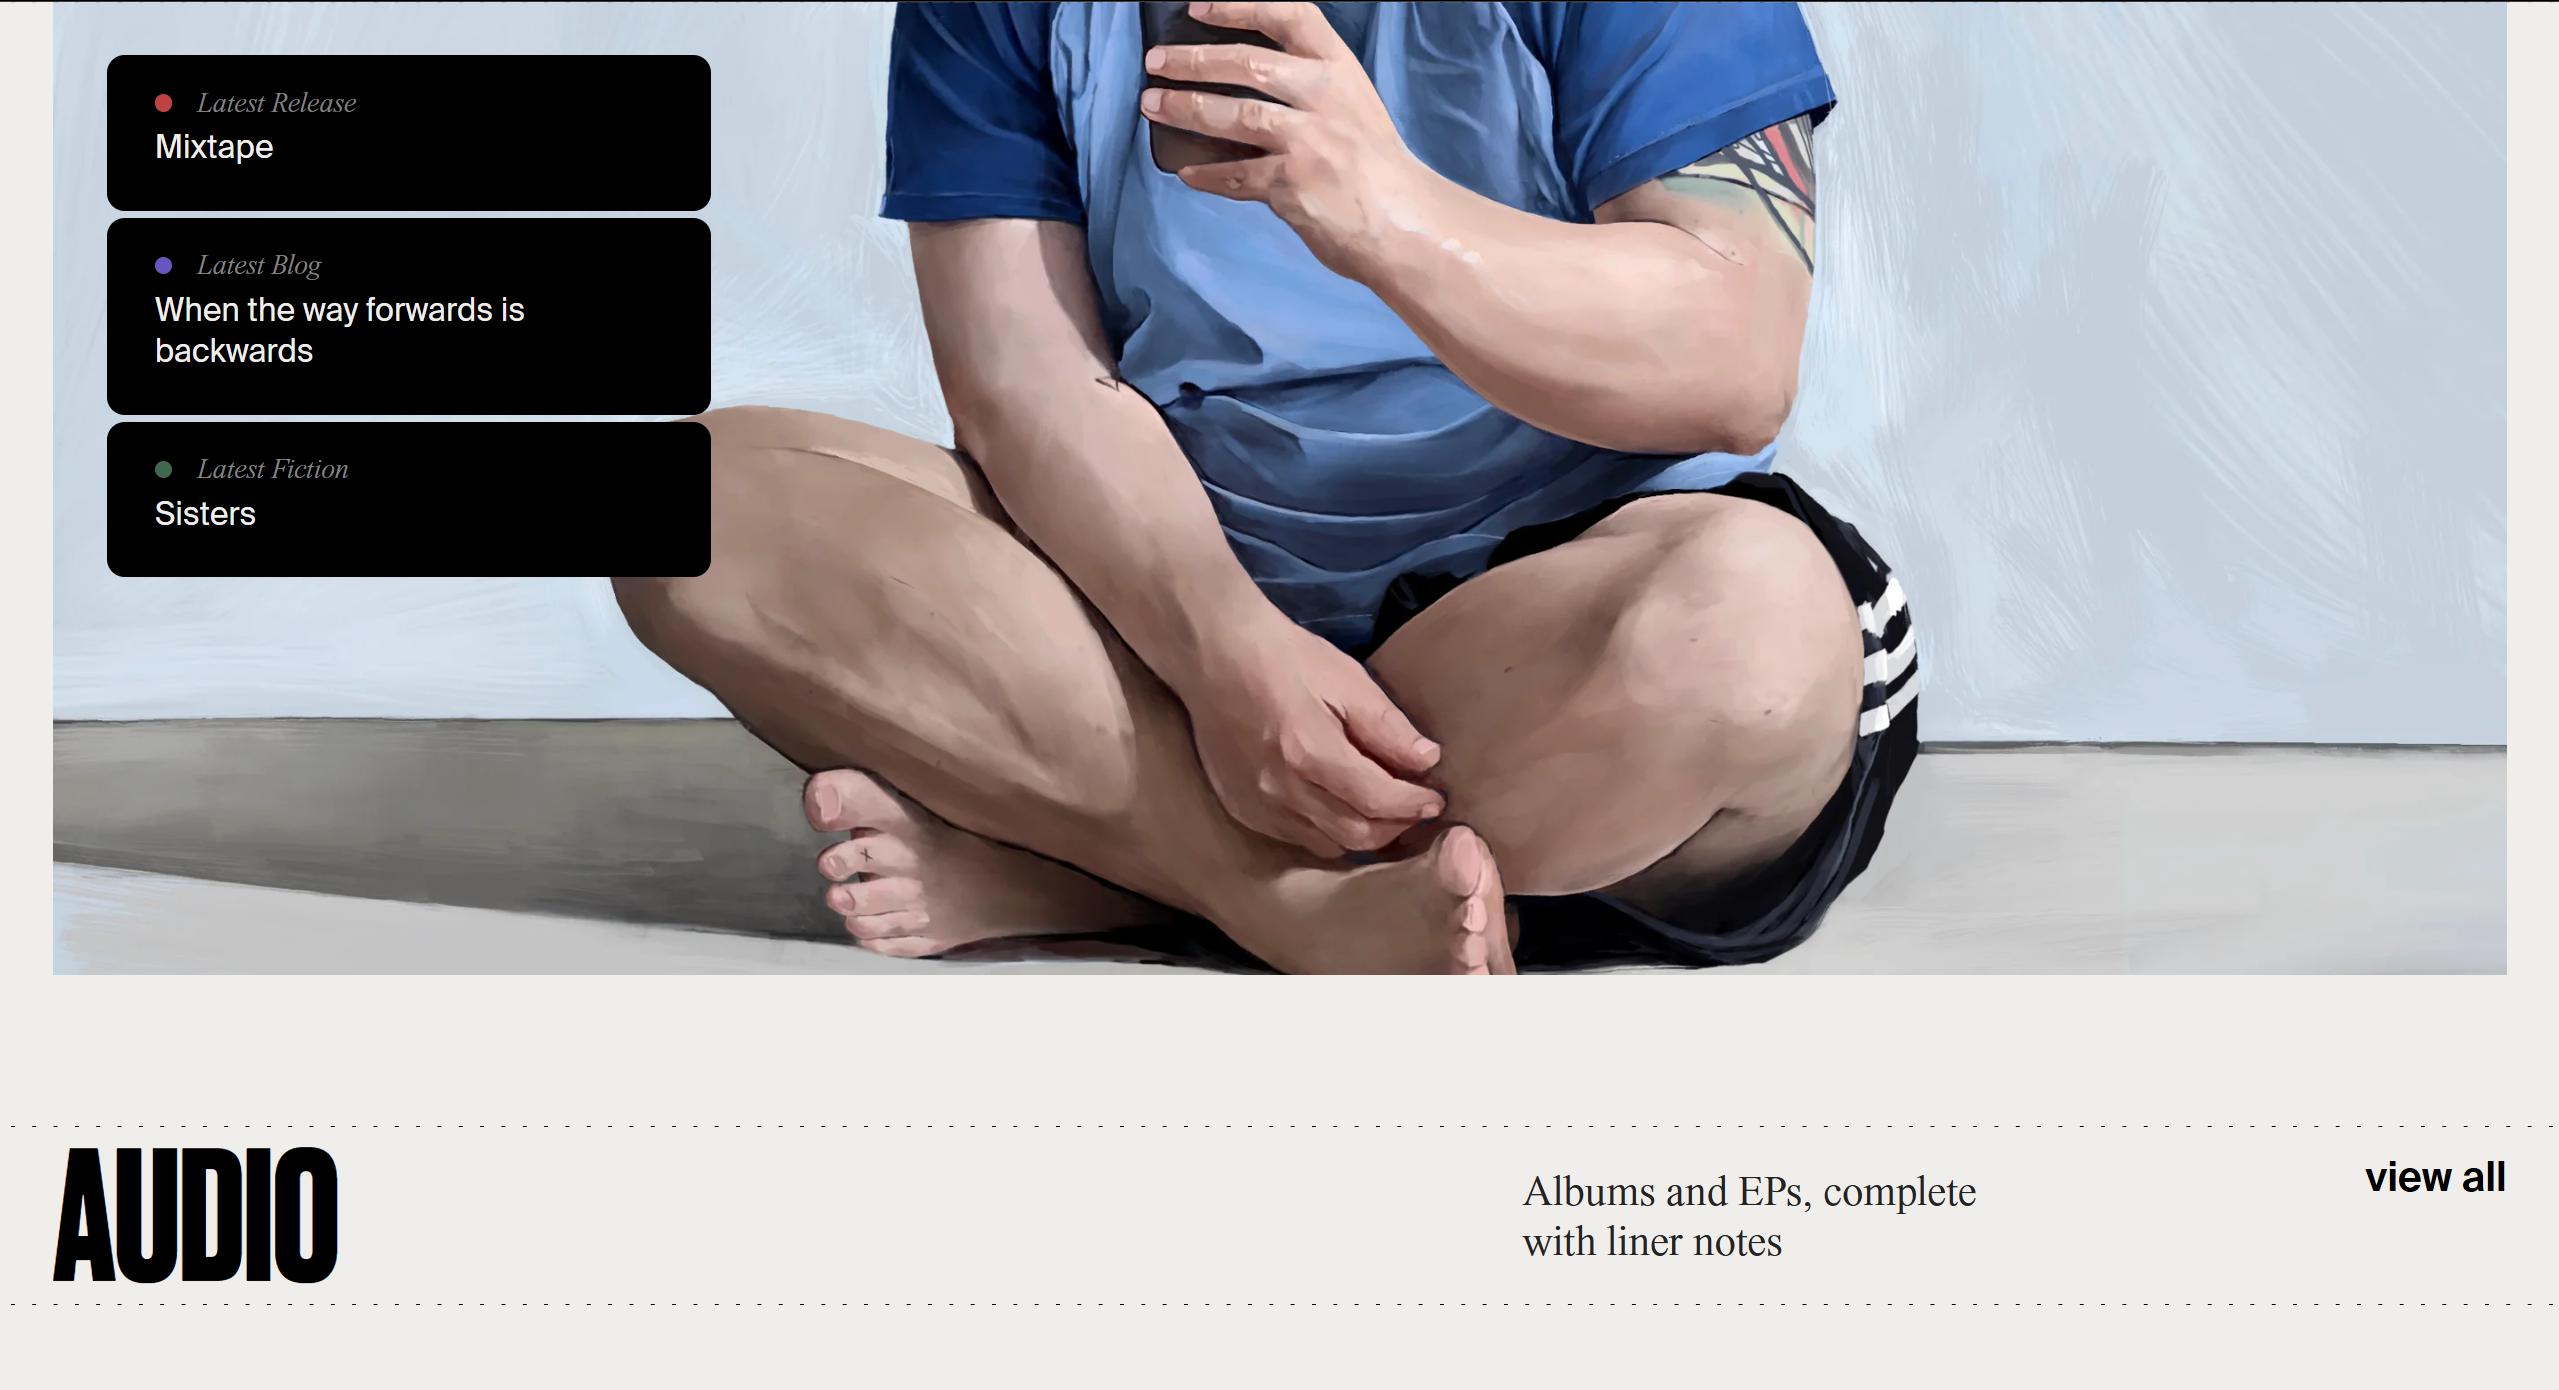 Latest Release
Mixtape
Latest Blog
When the way forwards is
backwards
Latest Fiction
Sisters
AUDIO
Albums and EPs, complete
with liner notes
view all